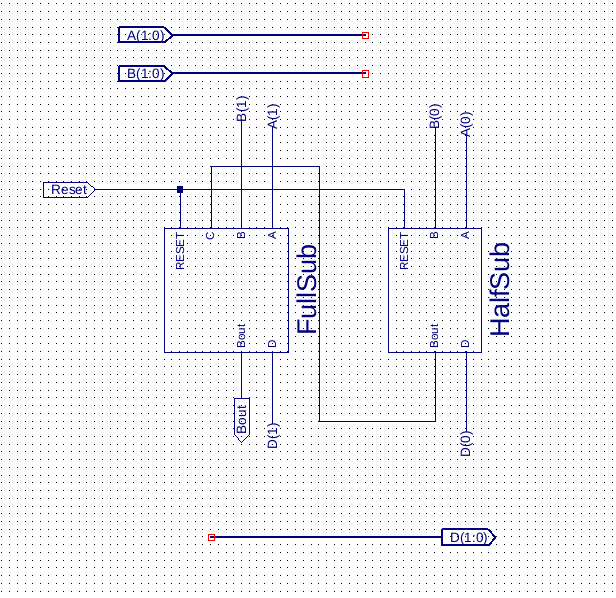 A(1:0)
B(1:0)
B(1)
A(1)
B(0)
A(0)
Reset
RESET
C
B
A
FullSub
RESET
B
A
HalfSub
Bout
D
Bout
D
Bout
D(1)
D(0)
D(1:0)